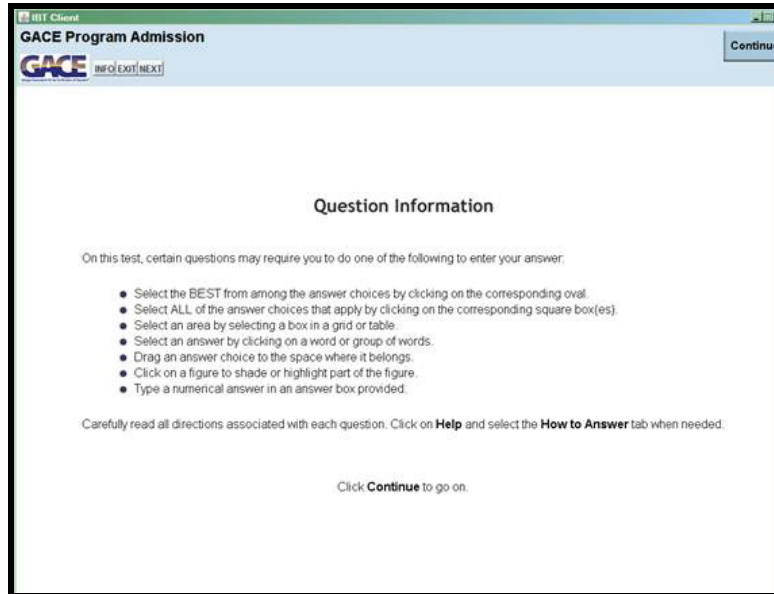 IBT Client
GACE Program Admission
Continue
GACE
INFO EXIT NEXT
Question Information
On this test, certain questions may require you to do one of the following to enter your answer:
Select the BEST from among the answer choices by clicking on the corresponding oval.
Select ALL of the answer choices that apply by clicking on the corresponding square box(es).
Select an area by selecting a box in a grid or table.
Select an answer by clicking on a word or group of words.
Drag an answer choice to the space where it belongs.
Click on a figure to shade or highlight part of the figure.
Type a numerical answer in an answer box provided.
Carefully read all directions associated with each question. Click on Help and select the How to Answer tab when needed.
Click Continue to go on.